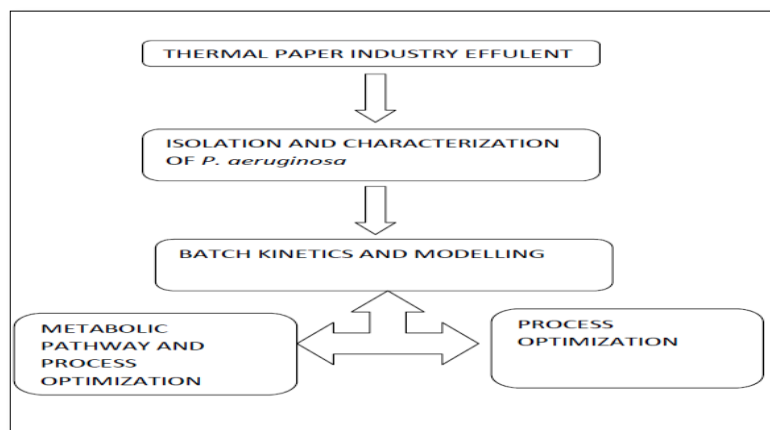 THERMAL PAPER INDUSTRY EFFULENT
ISOLATION AND CHARACTERIZATION
OF P. aeruginosa
BATCH KINETICS AND MODELLING
METABOLIC
PATHWAY AND
PROCESS
OPTIMIZATION
PROCESS
OPTIMIZATION